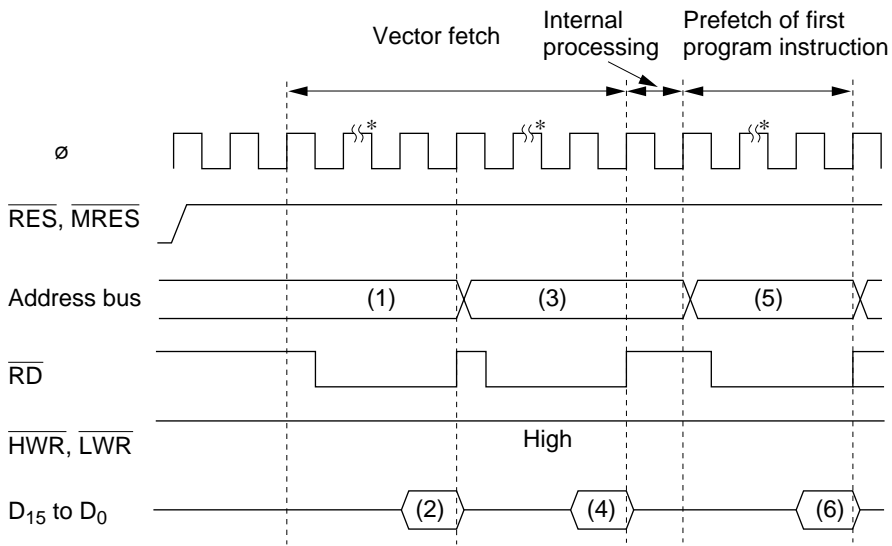 Vector fetch
Internal
processing
Prefetch of first
program instruction
ø
*
*
*
RES, MRES
Address bus
(1)
(3)
(5)
RD
HWR, LWR
High
D15 to D0
(2)
(4)
(6)